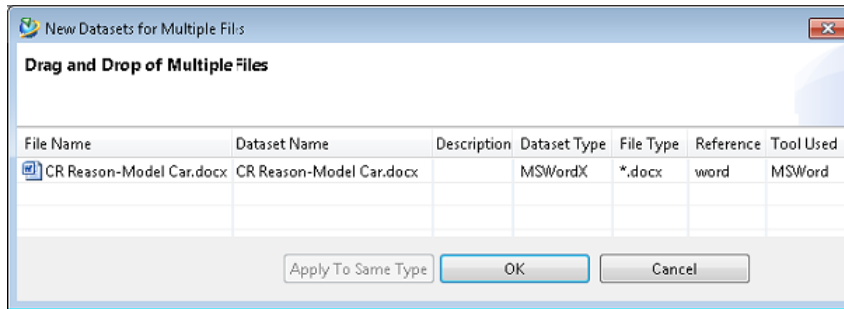 New Datasets for Multiple Files
Drag and Drop of Multiple Files
File Name Dataset Name Description Dataset Type File Type Reference Tool Used
CR Reason-Model Car.docx CR Reason-Model Car.docx MSWordX *.docx word MSWord
Apply To Same Type OK Cancel